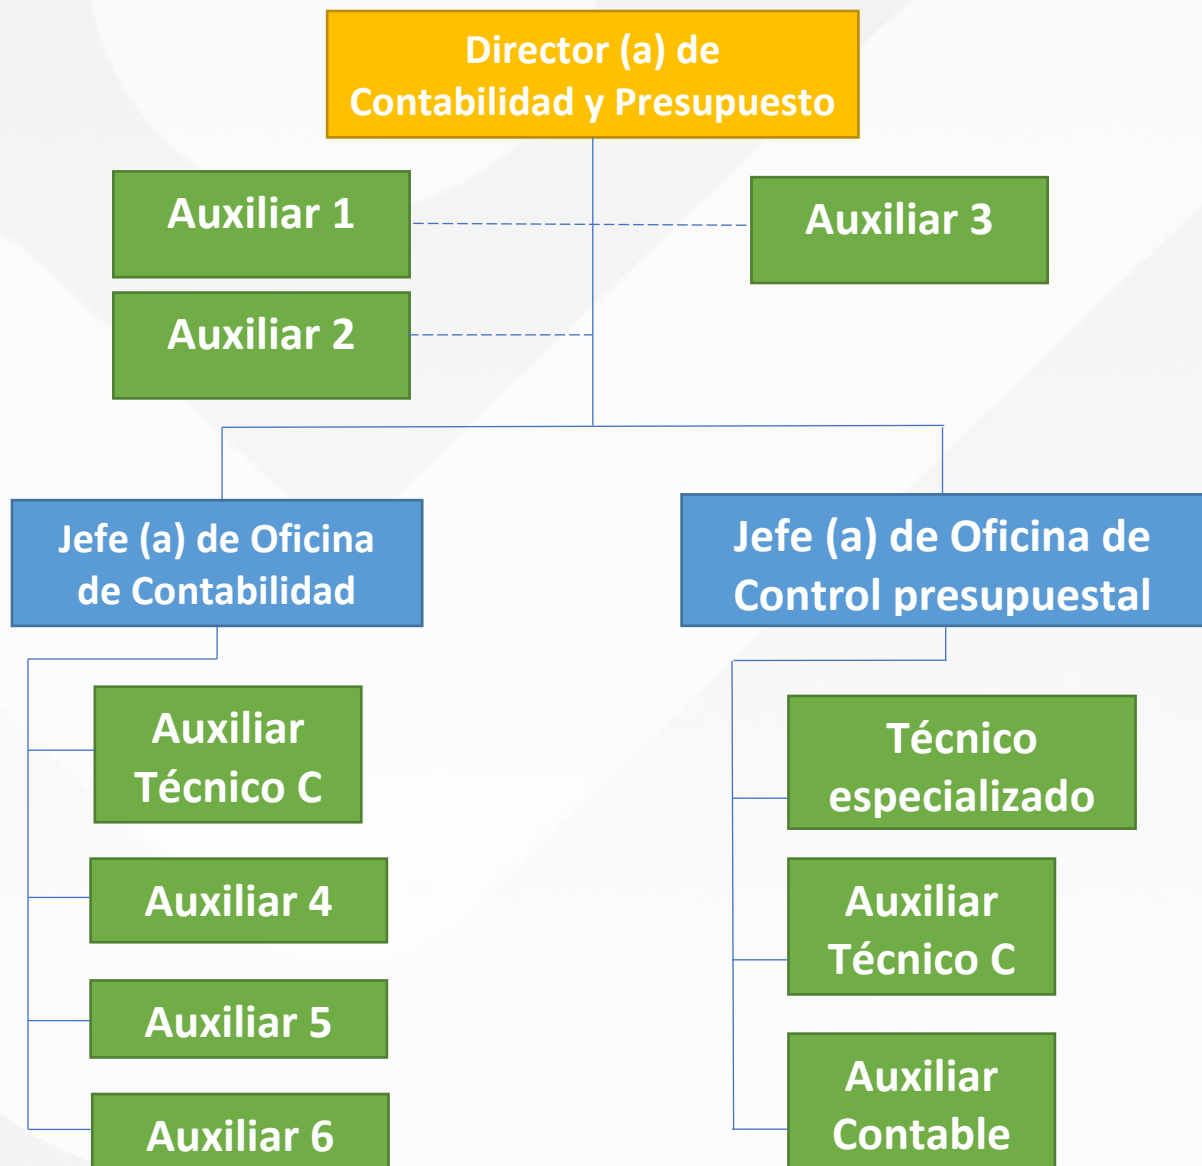 Director (a) de
Contabilidad y Presupuesto
Auxiliar 1
Auxiliar 3
Auxiliar 2
Jefe (a) de Oficina
de Contabilidad
Jefe (a) de Oficina de
Control presupuestal
Auxiliar
Técnico C
Auxiliar 4
Auxiliar 5
Auxiliar 6
Técnico
especializado
Auxiliar
Técnico C
Auxiliar
Contable